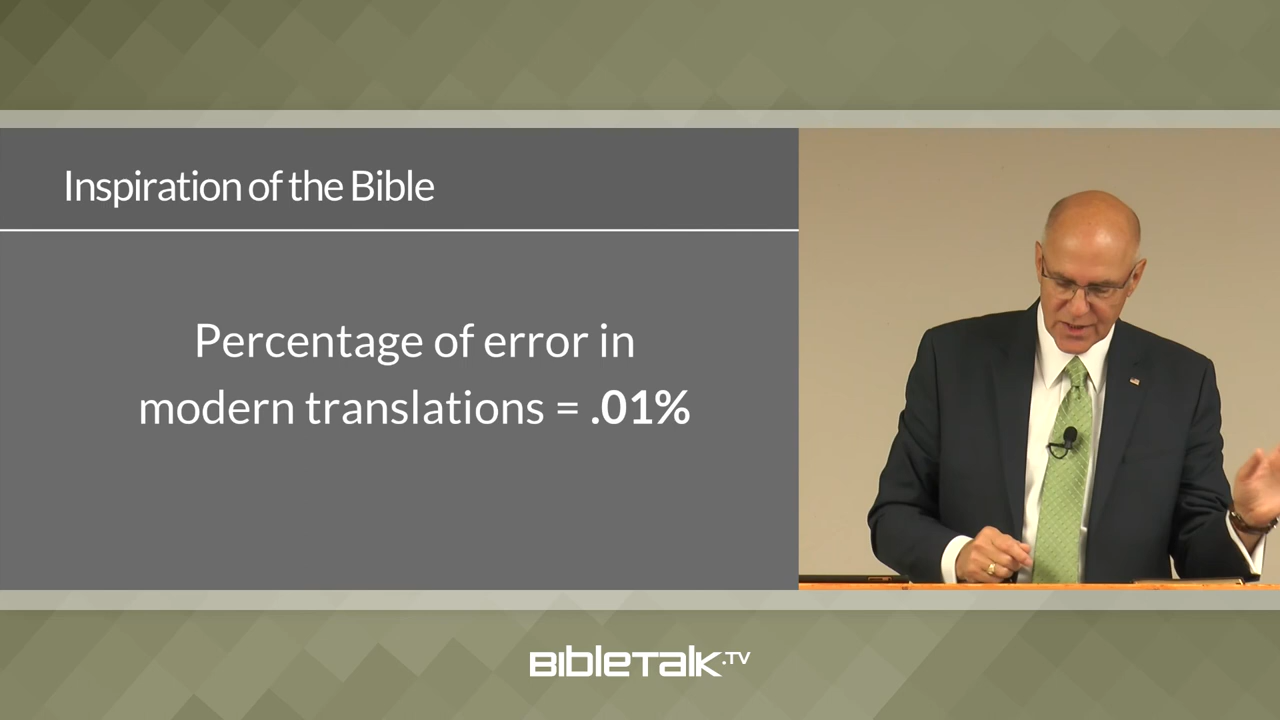 Inspiration of the Bible
Percentage of error in
modern translations = .01%
BibleTalk.TV